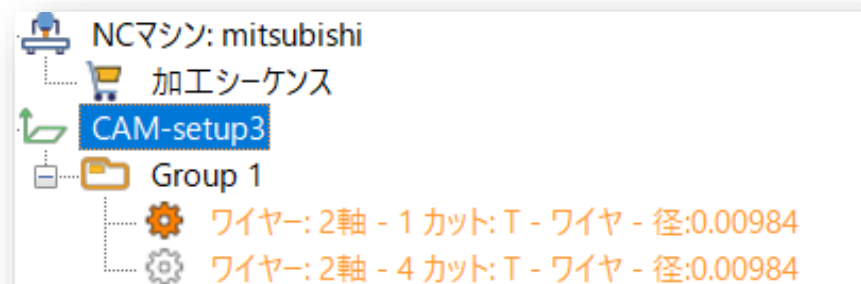 NCマシン: mitsubishi
加工シーケンス
CAM-setup3
Group 1
ワイヤー: 2軸 - 1 カット: T - ワイヤ - 径:0.00984
ワイヤー: 2軸 - 4 カット: T - ワイヤ - 径:0.00984